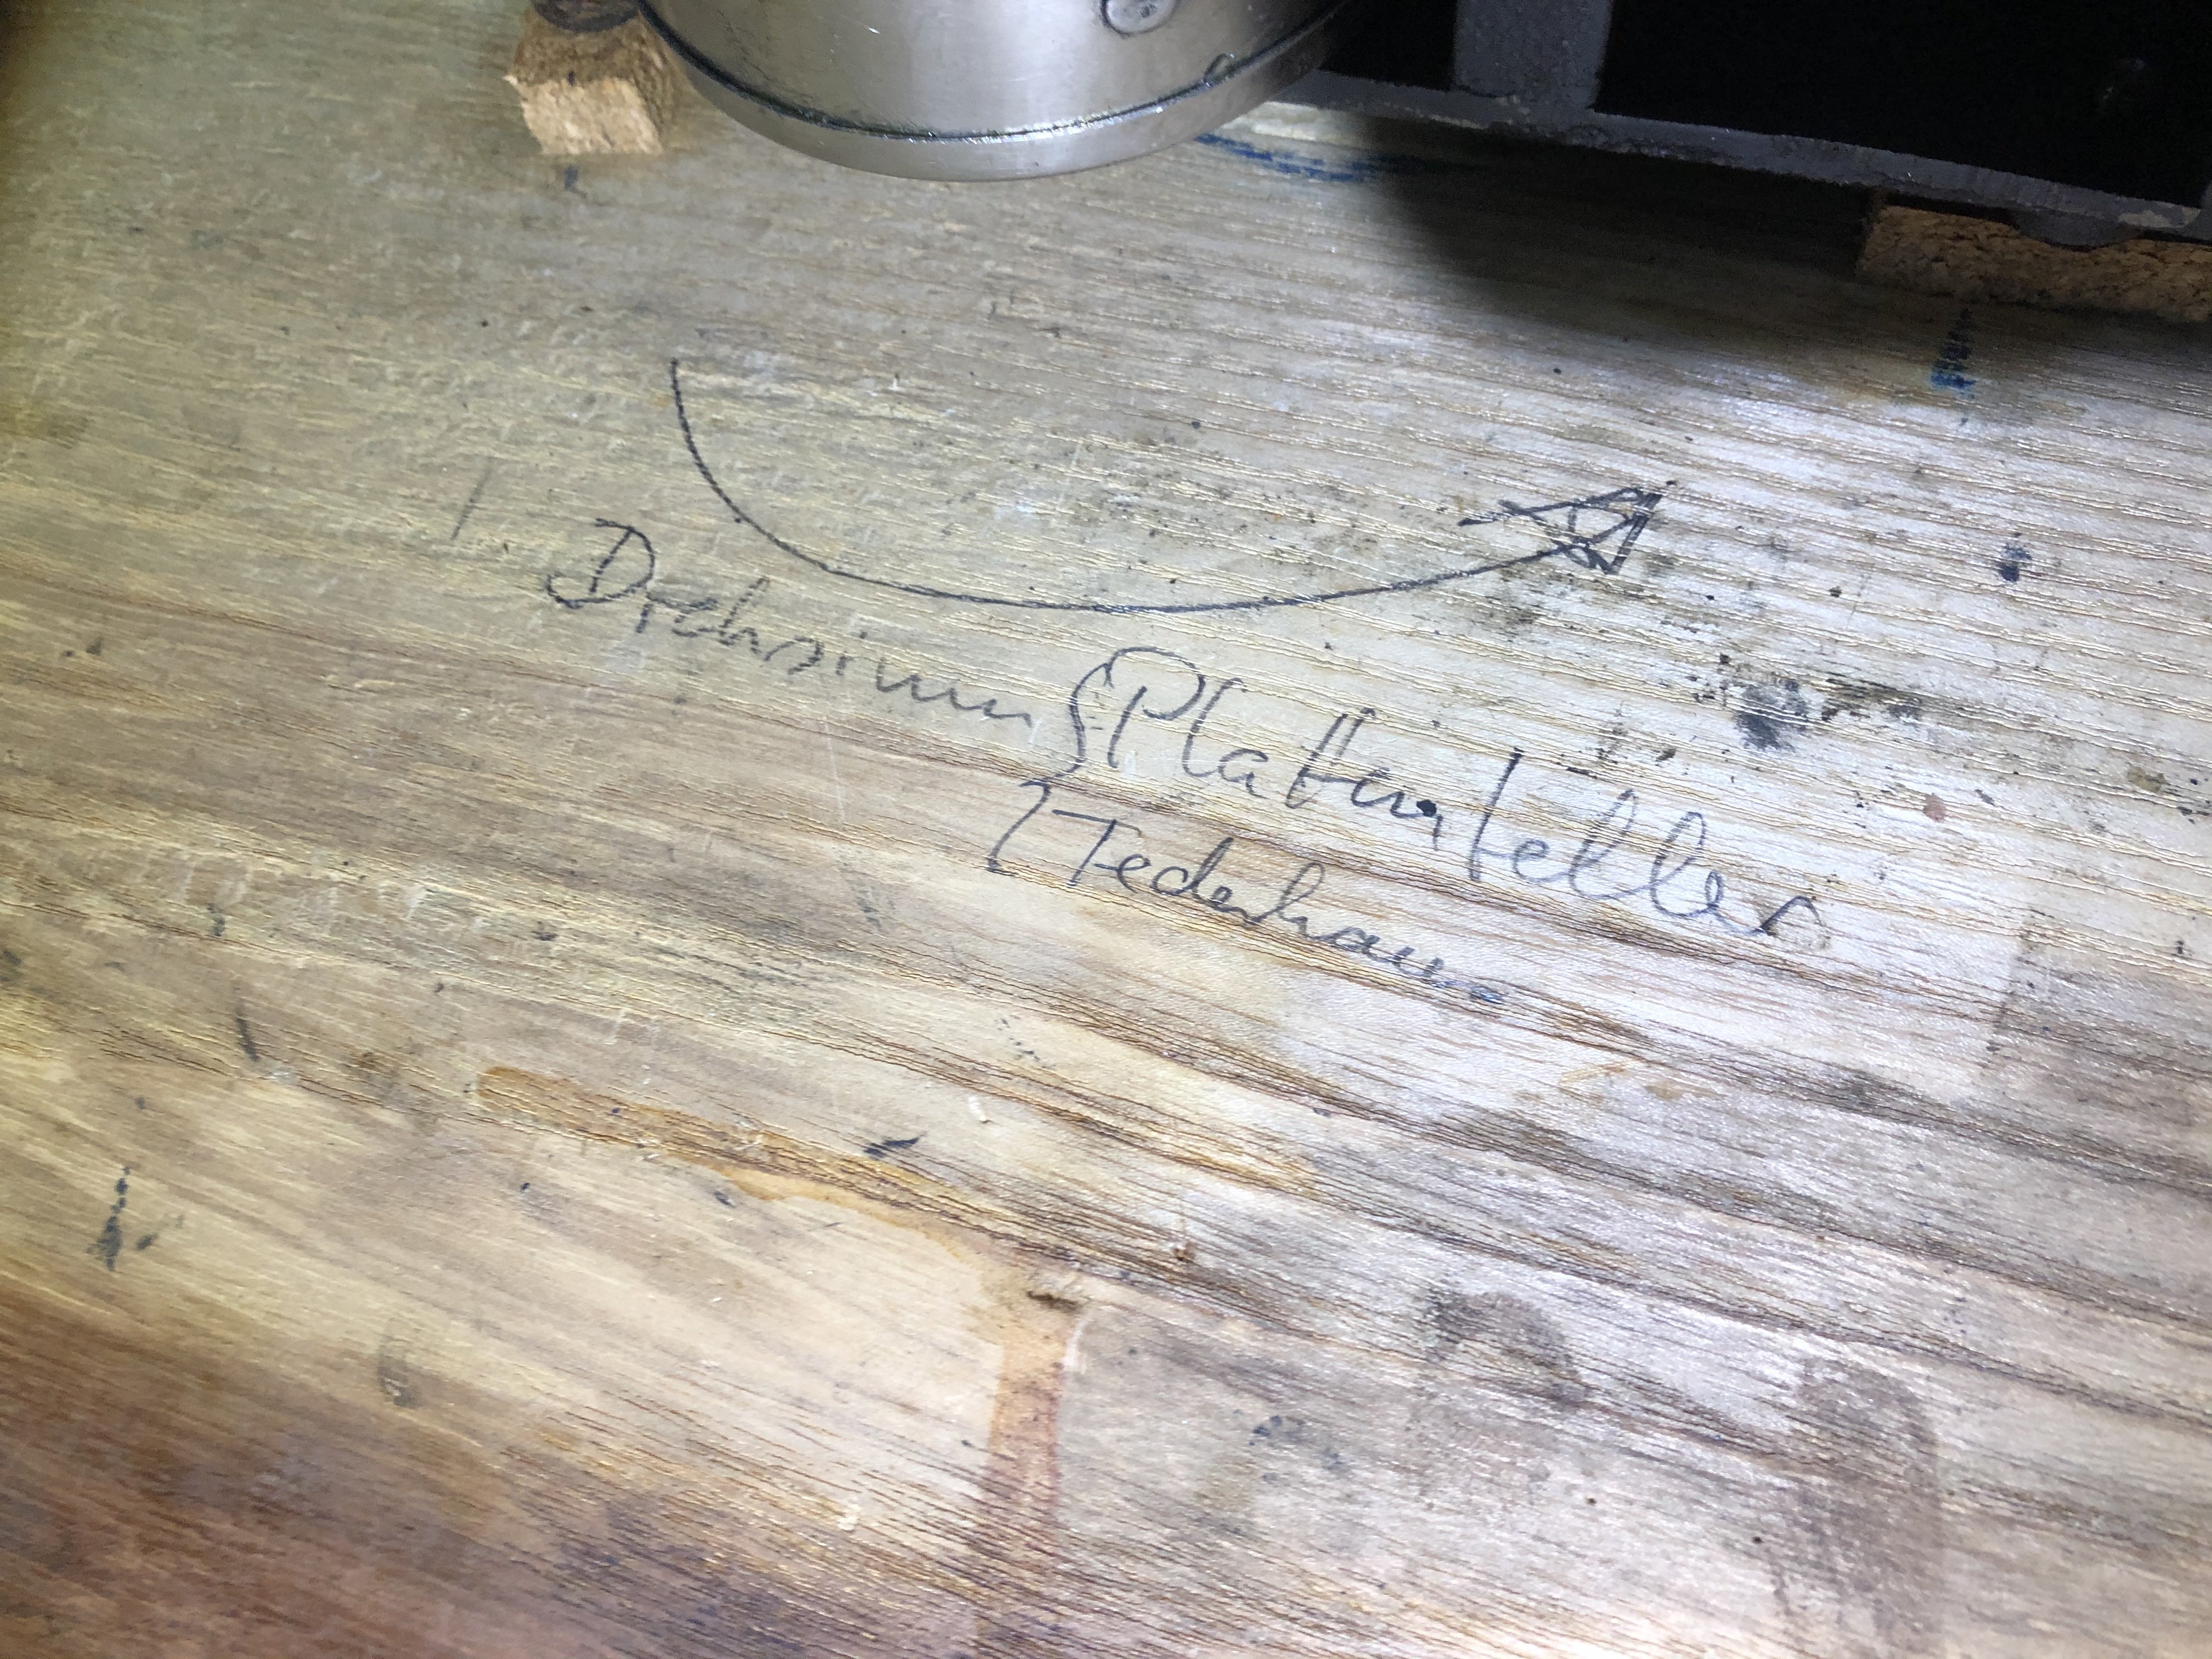 Drehsinn { Plattenteller
{ Federhaus